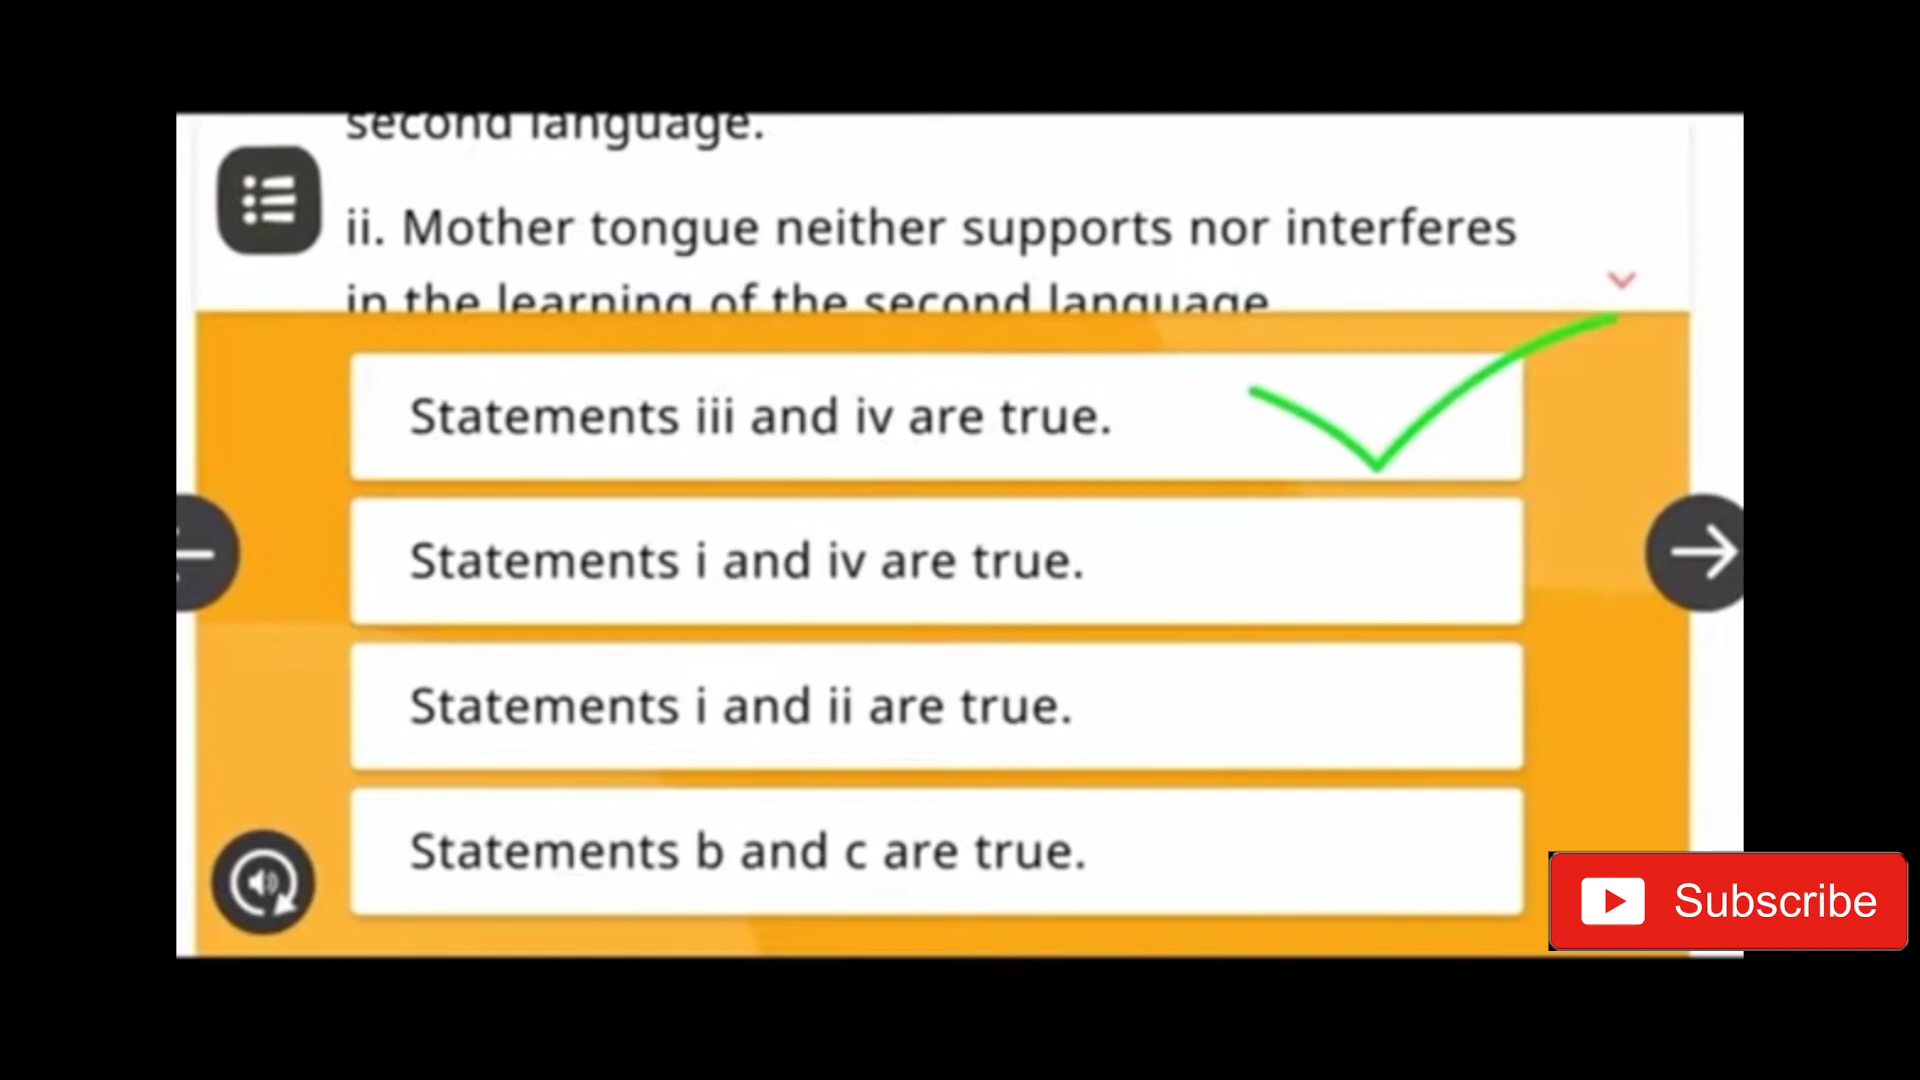 second language.
ii. Mother tongue neither supports nor interferes
in the learning of the second language
Statements iii and iv are true.
Statements i and iv are true.
Statements i and ii are true.
Statements b and c are true.
Subscribe